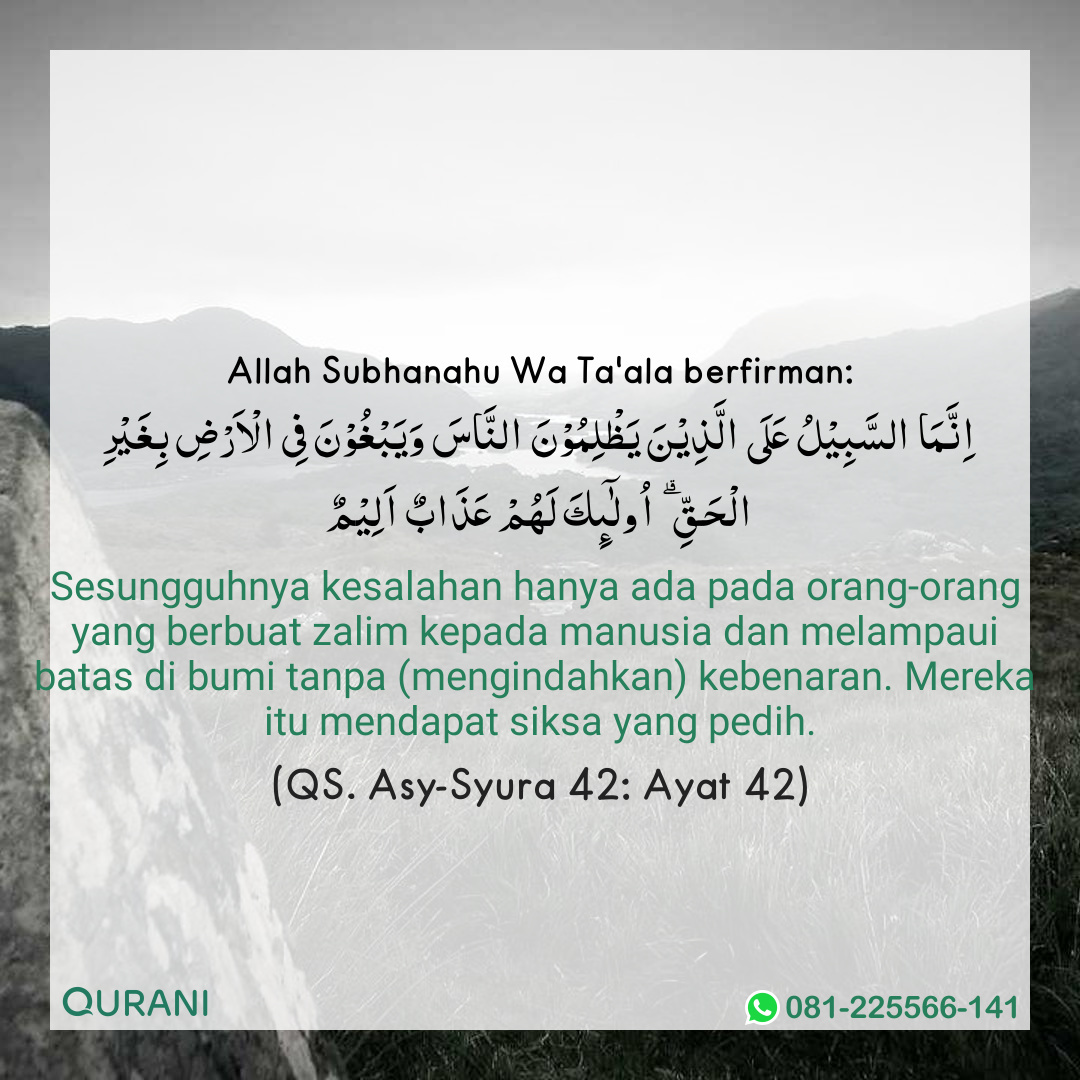 Allah Subhanahu Wa Ta'ala berfirman:
اِنَّمَا السَّبِيْلُ عَلَى الَّذِيْنَ يَظْلِمُوْنَ النَّاسَ وَيَبْغُوْنَ فِى الْاَرْضِ بِغَيْرِ
الْحَقِّۗ اُولٰۤىِٕكَ لَهُمْ عَذَابٌ اَلِيْمٌ
Sesungguhnya kesalahan hanya ada pada orang-orang
yang berbuat zalim kepada manusia dan melampaui
batas di bumi tanpa (mengindahkan) kebenaran. Mereka
itu mendapat siksa yang pedih.
(QS. Asy-Syura 42: Ayat 42)
QURANI
081-225566-141